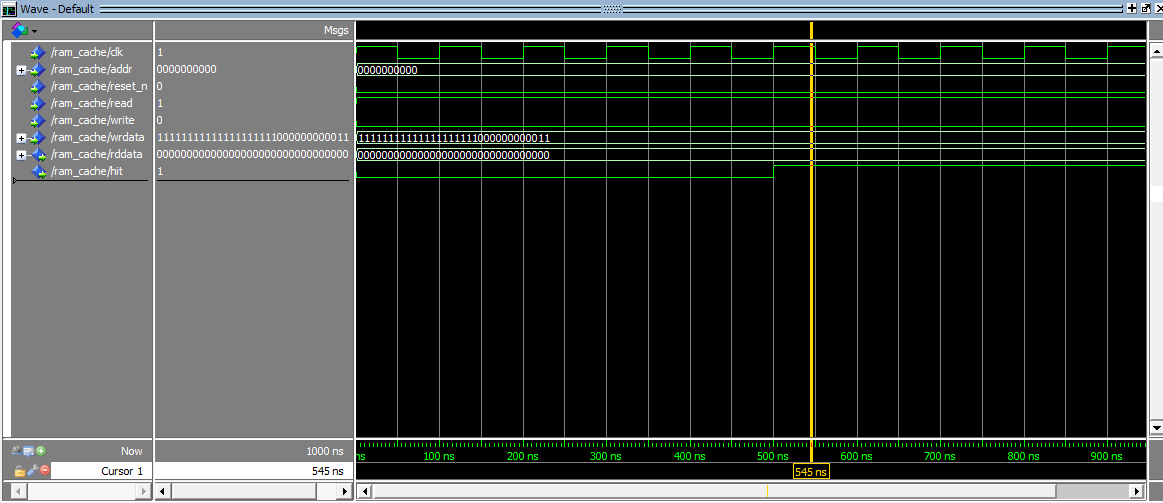 Wave - Default
Msgs
/ram_cache/clk 1
/ram_cache/addr 0000000000 0000000000
/ram_cache/reset_n 0
/ram_cache/read 1
/ram_cache/write 0
/ram_cache/wrdata 11111111111111111111000000000011 11111111111111111111000000000011
/ram_cache/rddata 00000000000000000000000000000000 00000000000000000000000000000000
/ram_cache/hit 1
Now 1000 ns ns 100 ns 200 ns 300 ns 400 ns 500 ns 600 ns 700 ns 800 ns 900 ns
Cursor 1 545 ns 545 ns